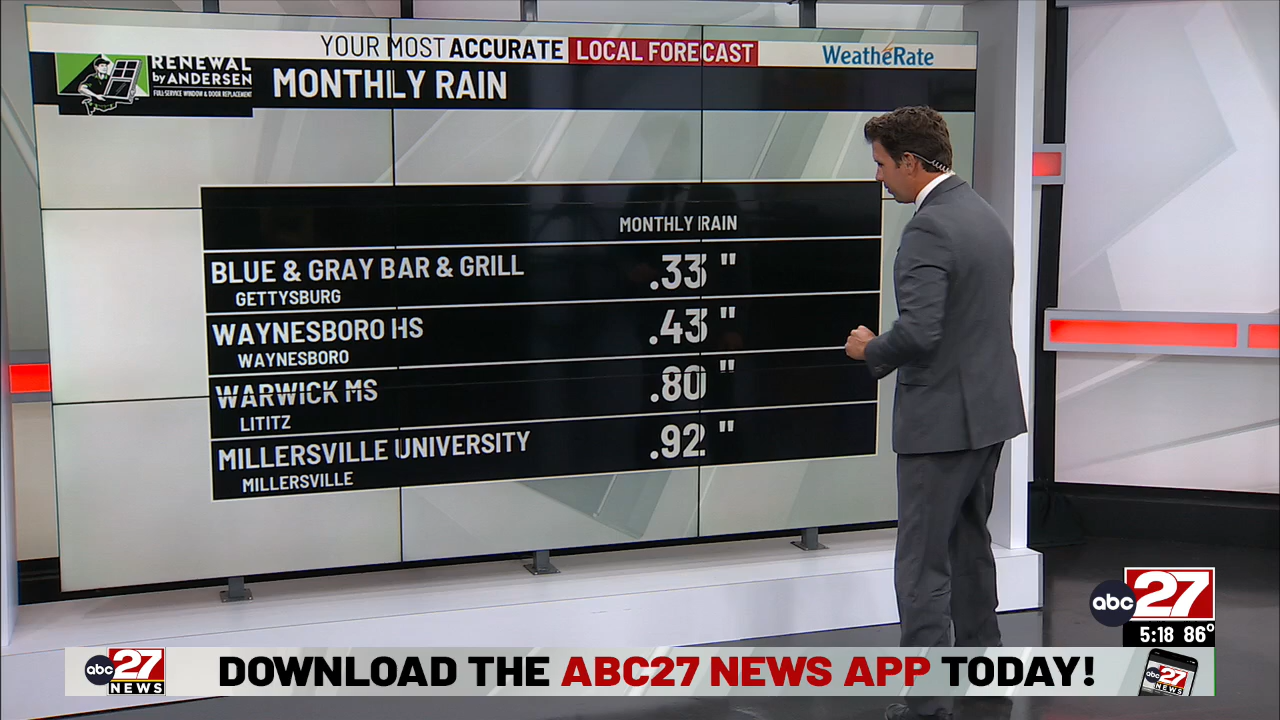 YOUR MOST ACCURATE LOCAL FORECAST
WeatheRate
RENEWAL
by ANDERSEN
FULL-SERVICE WINDOW & DOOR REPLACEMENT
MONTHLY RAIN
MONTHLY RAIN
BLUE & GRAY BAR & GRILL .33 "
GETTYSBURG
WAYNESBORO HS .43 "
WAYNESBORO
WARWICK MS .80 "
LITITZ
MILLERSVILLE UNIVERSITY .92 "
MILLERSVILLE
abc 27
5:18 86°
abc 27 NEWS
DOWNLOAD THE ABC27 NEWS APP TODAY!
abc 27 NEWS